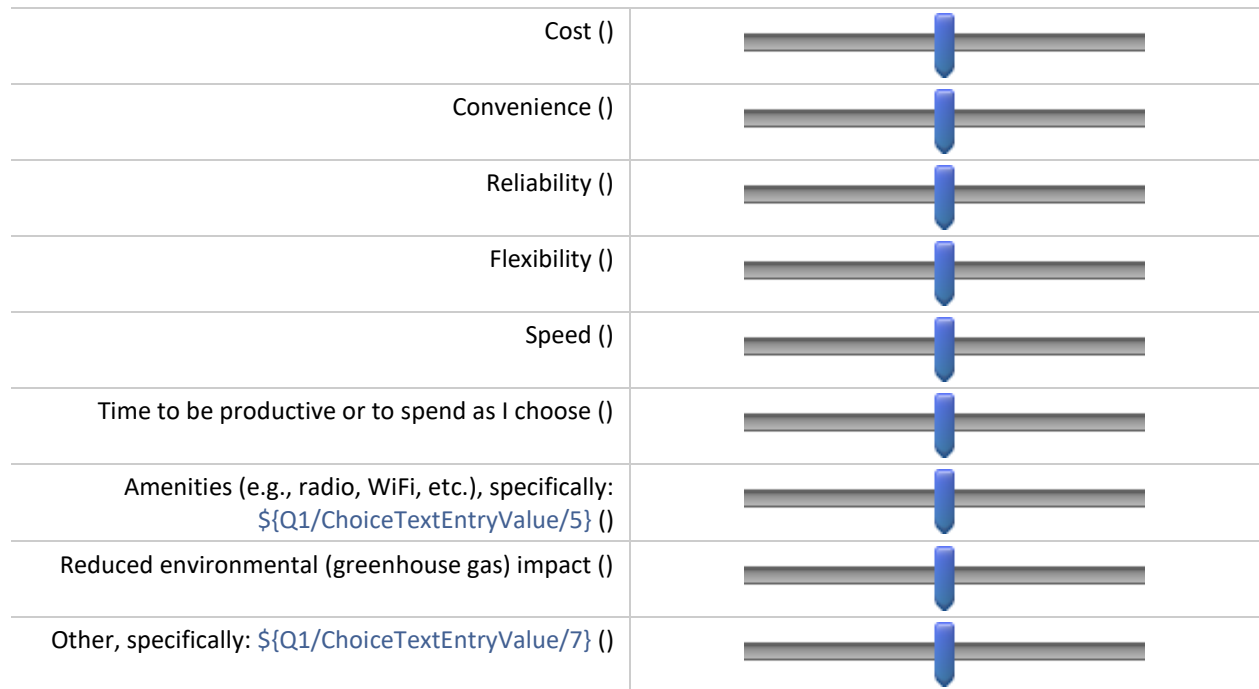 Cost ()
Convenience ()
Reliability ()
Flexibility ()
Speed ()
Time to be productive or to spend as I choose ()
Amenities (e.g., radio, WiFi, etc.), specifically:
${Q1/ChoiceTextEntryValue/5} ()
Reduced environmental (greenhouse gas) impact ()
Other, specifically: ${Q1/ChoiceTextEntryValue/7} ()